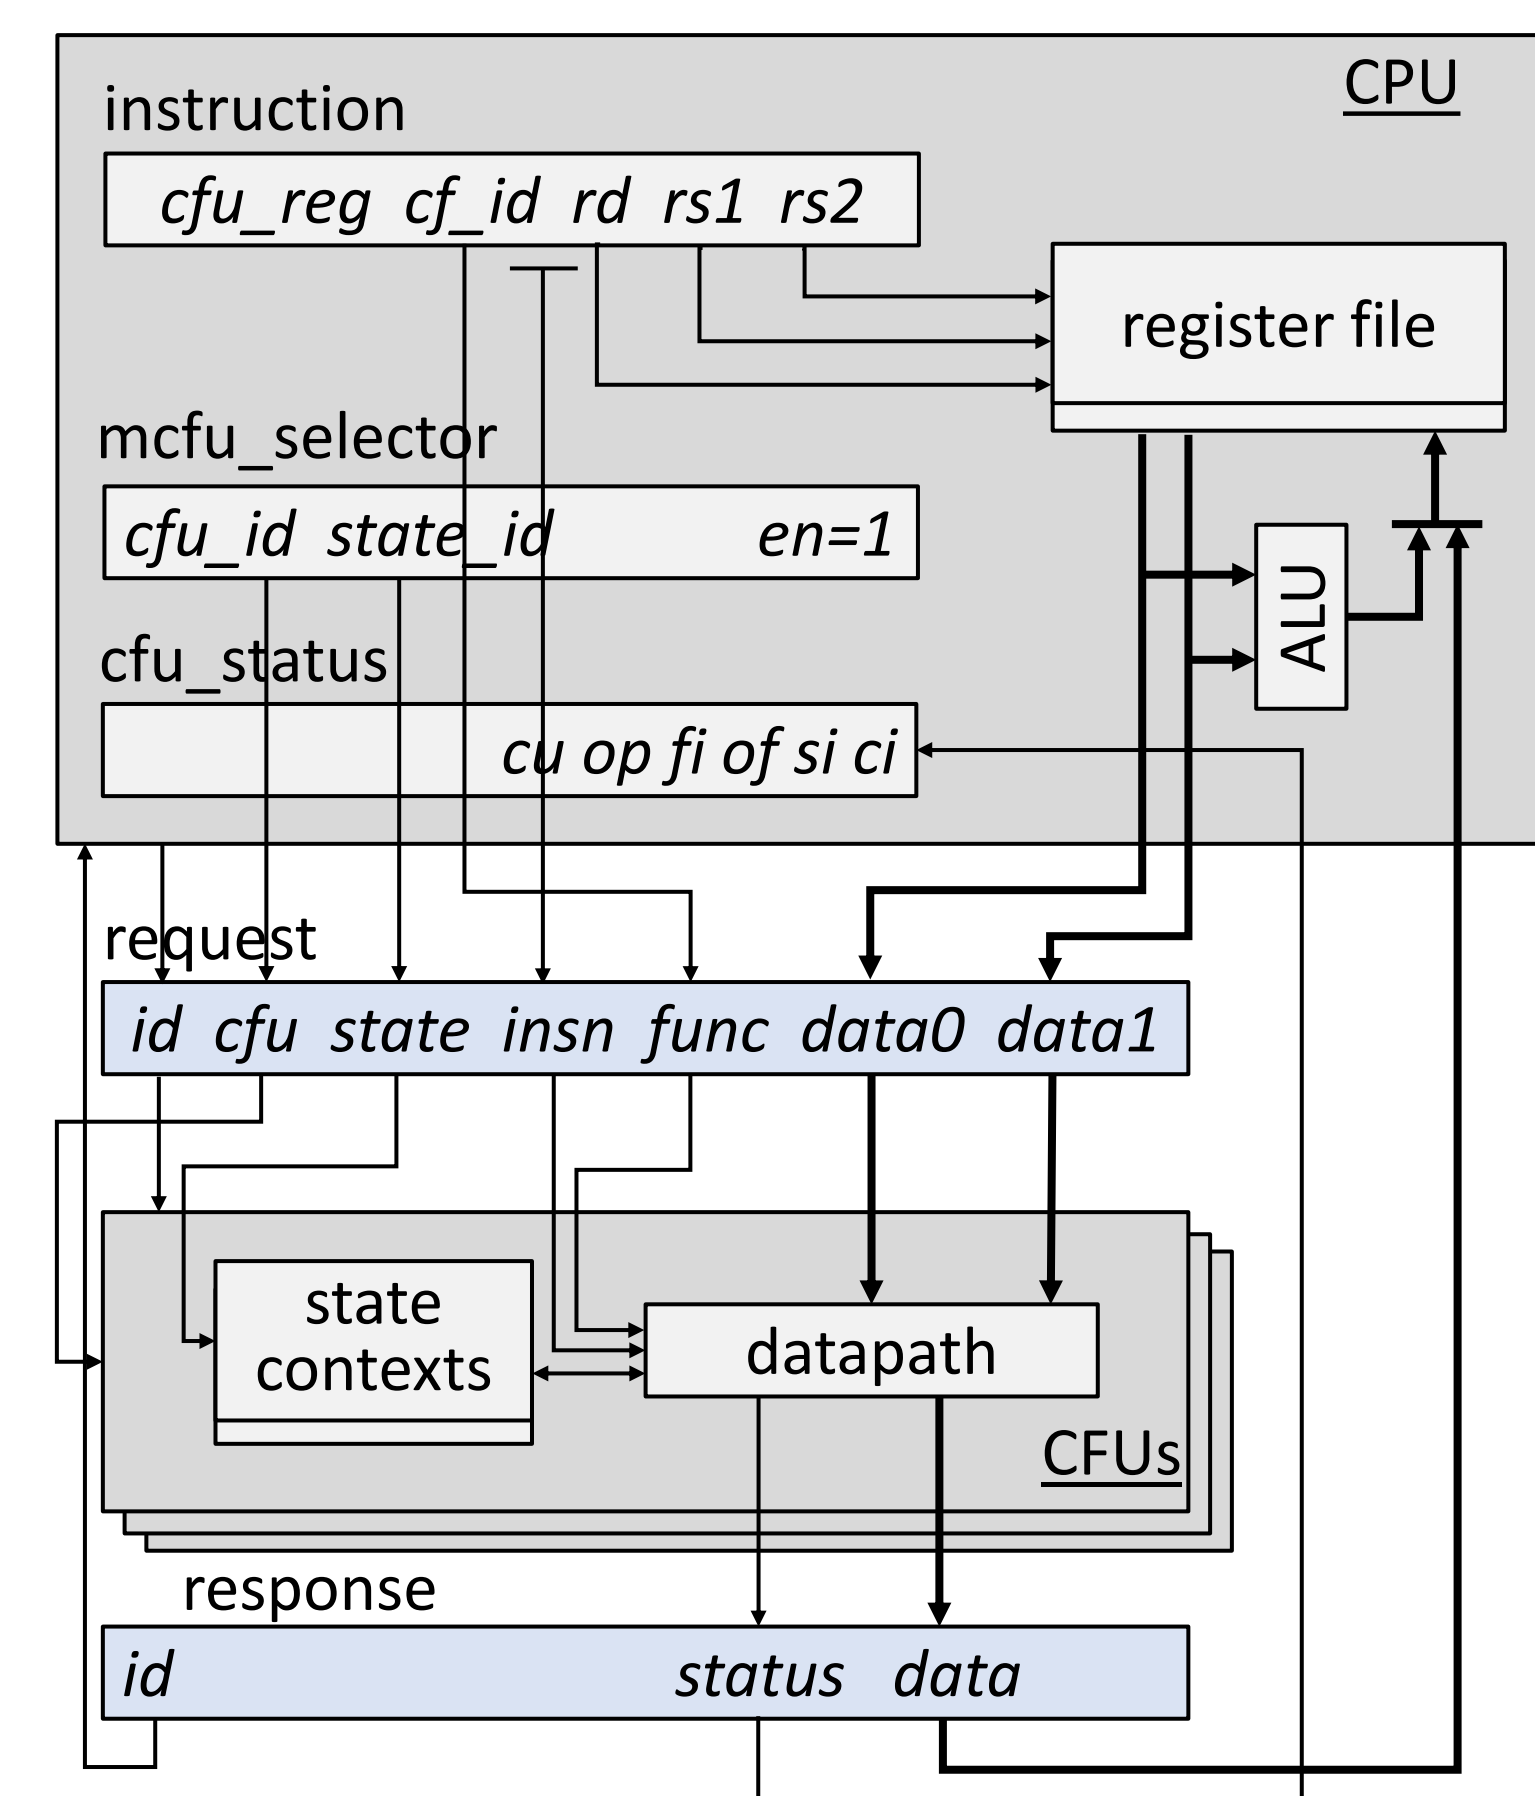 CPU
instruction
cfu_reg cf_id rd rs1 rs2
register file
mcfu_selector
cfu_id state_id en=1
ALU
cfu_status
cu op fi of si ci
request
id cfu state insn func data0 data1
state
contexts
datapath
CFUs
response
id status data